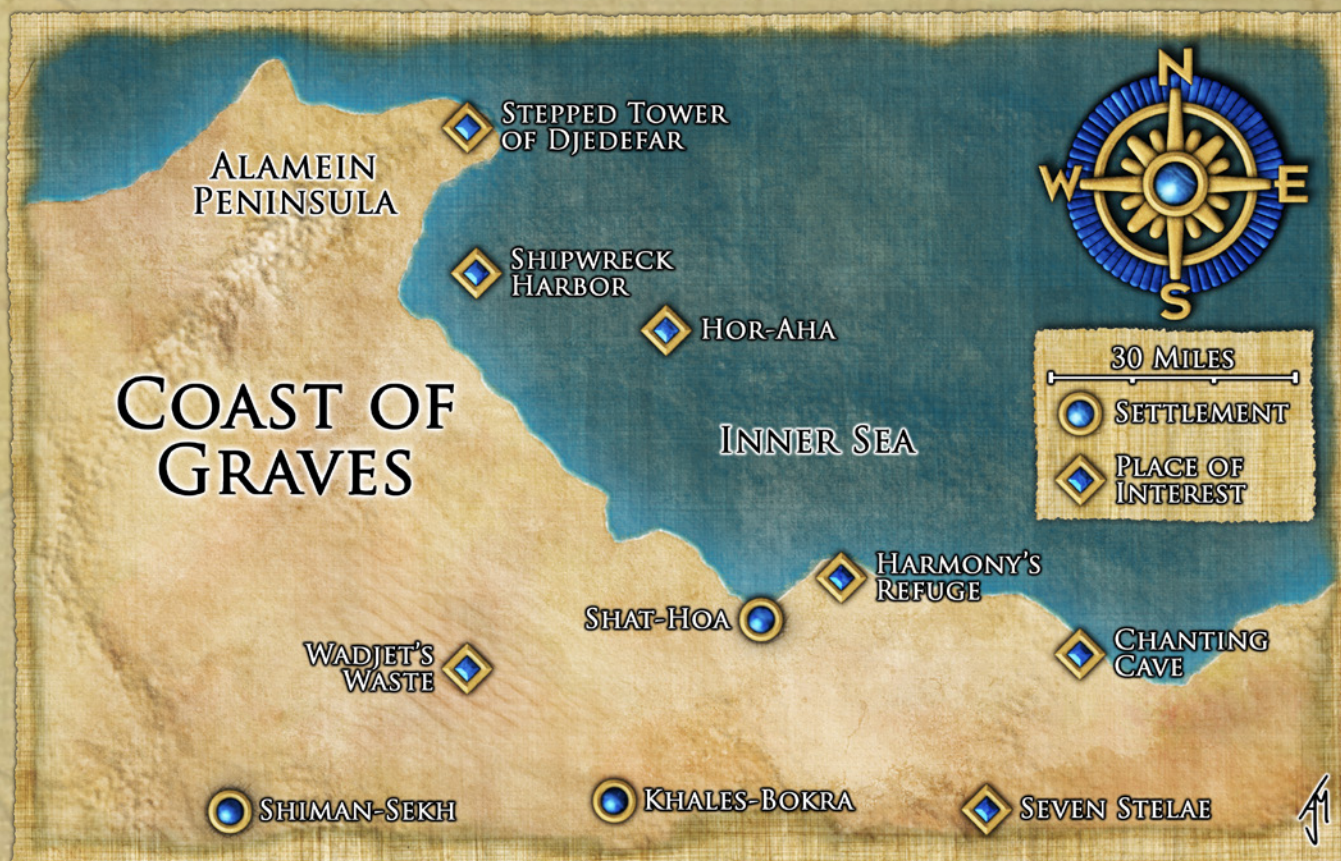 N
W
E
S
Stepped Tower
of Djedefar
Alamein
Peninsula
Shipwreck
Harbor
Hor-Aha
30 Miles
Settlement
Place of
Interest
Coast of
Graves
Inner Sea
Harmony's
Refuge
Shat-Hoa
Chanting
Cave
Wadjet's
Waste
Shiman-Sekh
Khales-Bokra
Seven Stelae